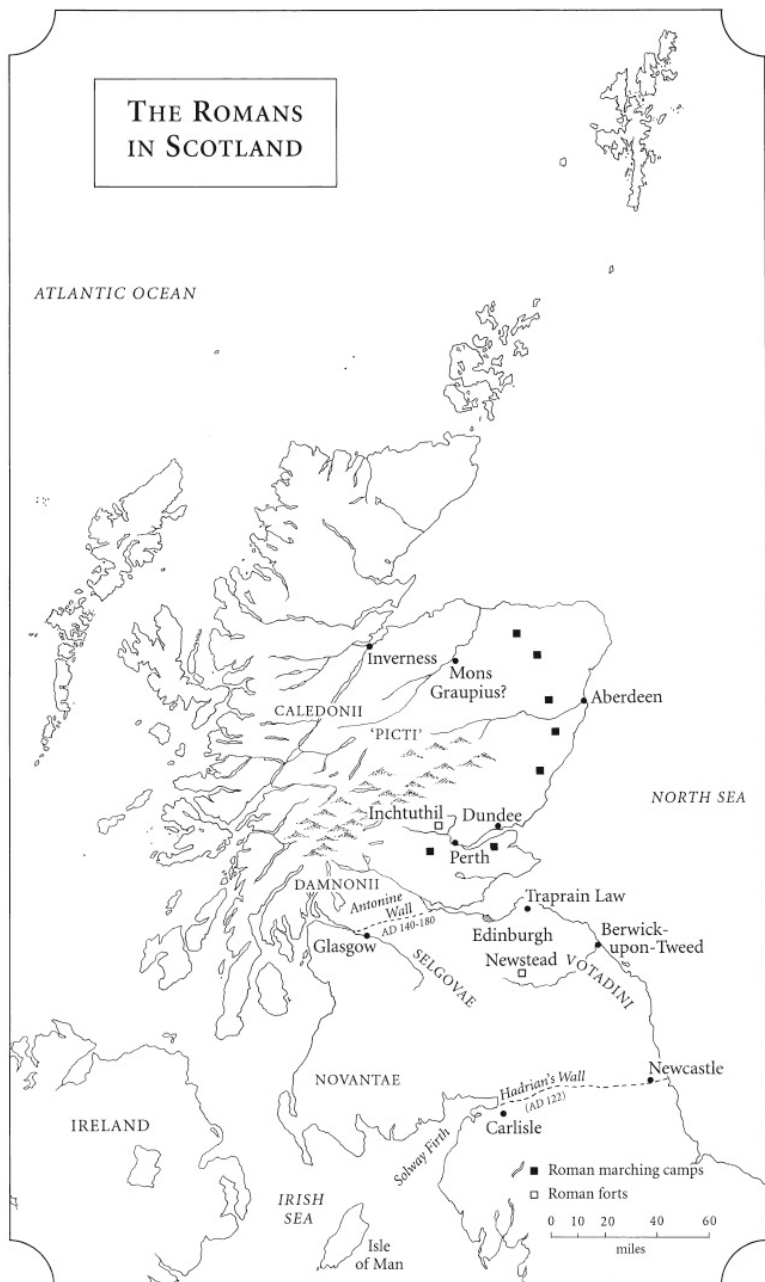 THE ROMANS
IN SCOTLAND
ATLANTIC OCEAN
Inverness
Mons
Graupius?
Aberdeen
CALEDONII
'PICTI'
NORTH SEA
Inchtuthil
Dundee
Perth
DAMNONII
Antonine
Wall
AD 140-180
Traprain Law
Glasgow
Edinburgh
Berwick-
upon-Tweed
SELGOVAE
Newstead
VOTADINI
NOVANTAE
Hadrian's Wall
(AD 122)
Newcastle
Carlisle
IRELAND
Solway Firth
Roman marching camps
Roman forts
IRISH
SEA
Isle
of Man
0 10 20 40 60
miles